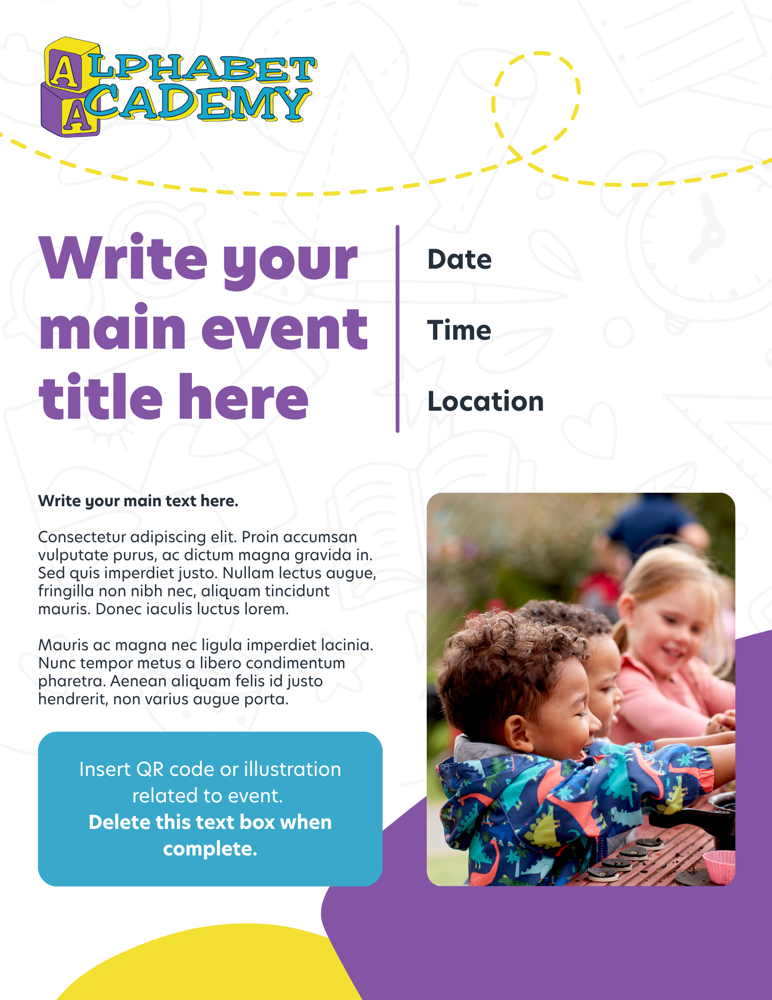 ALPHABET
ACADEMY
Write your
main event
title here
Date
Time
Location
Write your main text here.
Consectetur adipiscing elit. Proin accumsan
vulputate purus, ac dictum magna gravida in.
Sed quis imperdiet justo. Nullam lectus augue,
fringilla non nibh nec, aliquam tincidunt
mauris. Donec iaculis luctus lorem.
Mauris ac magna nec ligula imperdiet lacinia.
Nunc tempor metus a libero condimentum
pharetra. Aenean aliquam felis id justo
hendrerit, non varius augue porta.
Insert QR code or illustration
related to event.
Delete this text box when
complete.